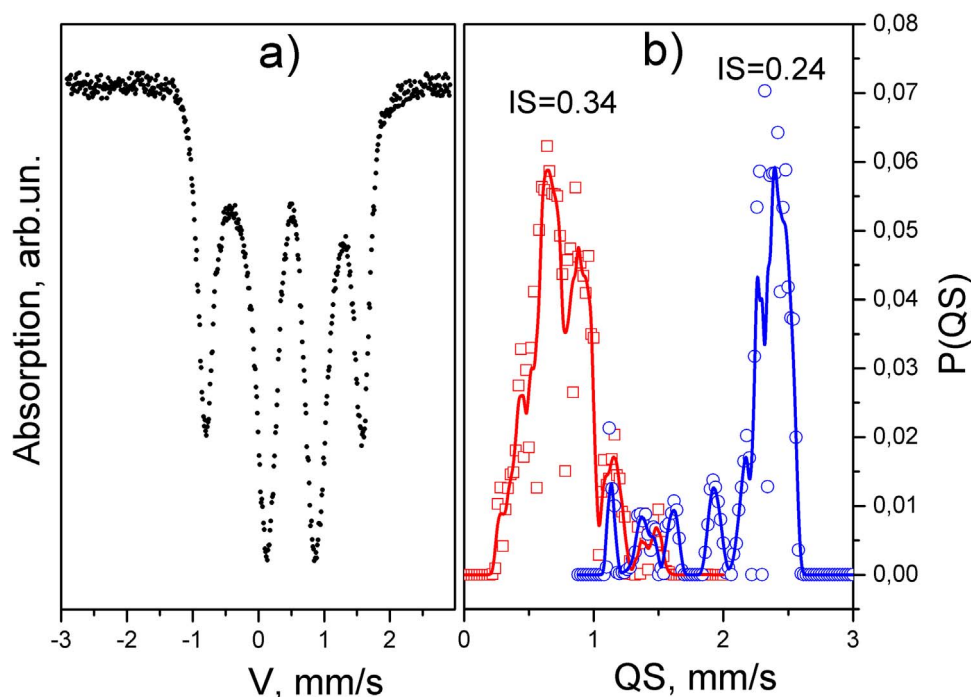 a)
Absorption, arb.un.
-3 -2 -1 0 1 2
V, mm/s
b)
IS=0.34
IS=0.24
0 1 2 3
QS, mm/s
0,08
0,07
0,06
0,05
0,04
0,03
0,02
0,01
0,00
P(QS)